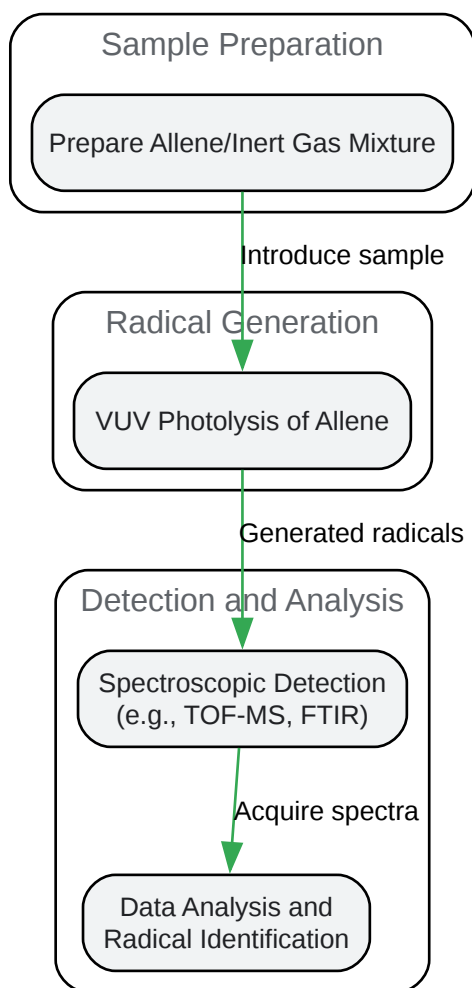 Sample Preparation
Prepare Allene/Inert Gas Mixture
Introduce sample
Radical Generation
VUV Photolysis of Allene
Generated radicals
Detection and Analysis
Spectroscopic Detection
(e.g., TOF-MS, FTIR)
Acquire spectra
Data Analysis and
Radical Identification